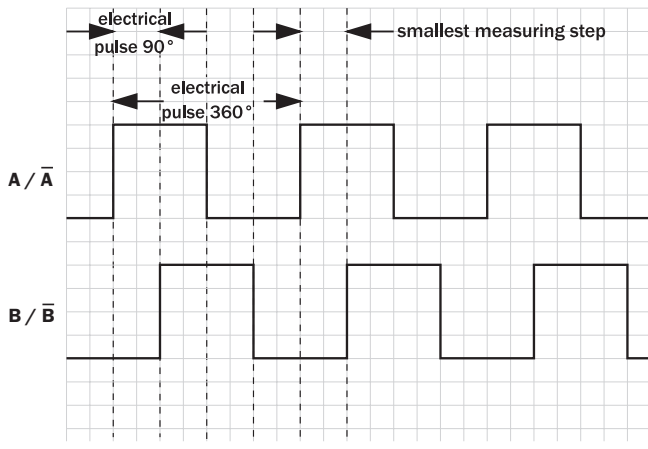 electrical
pulse 90°
smallest measuring step
electrical
pulse 360°
A / A̅
B / B̅